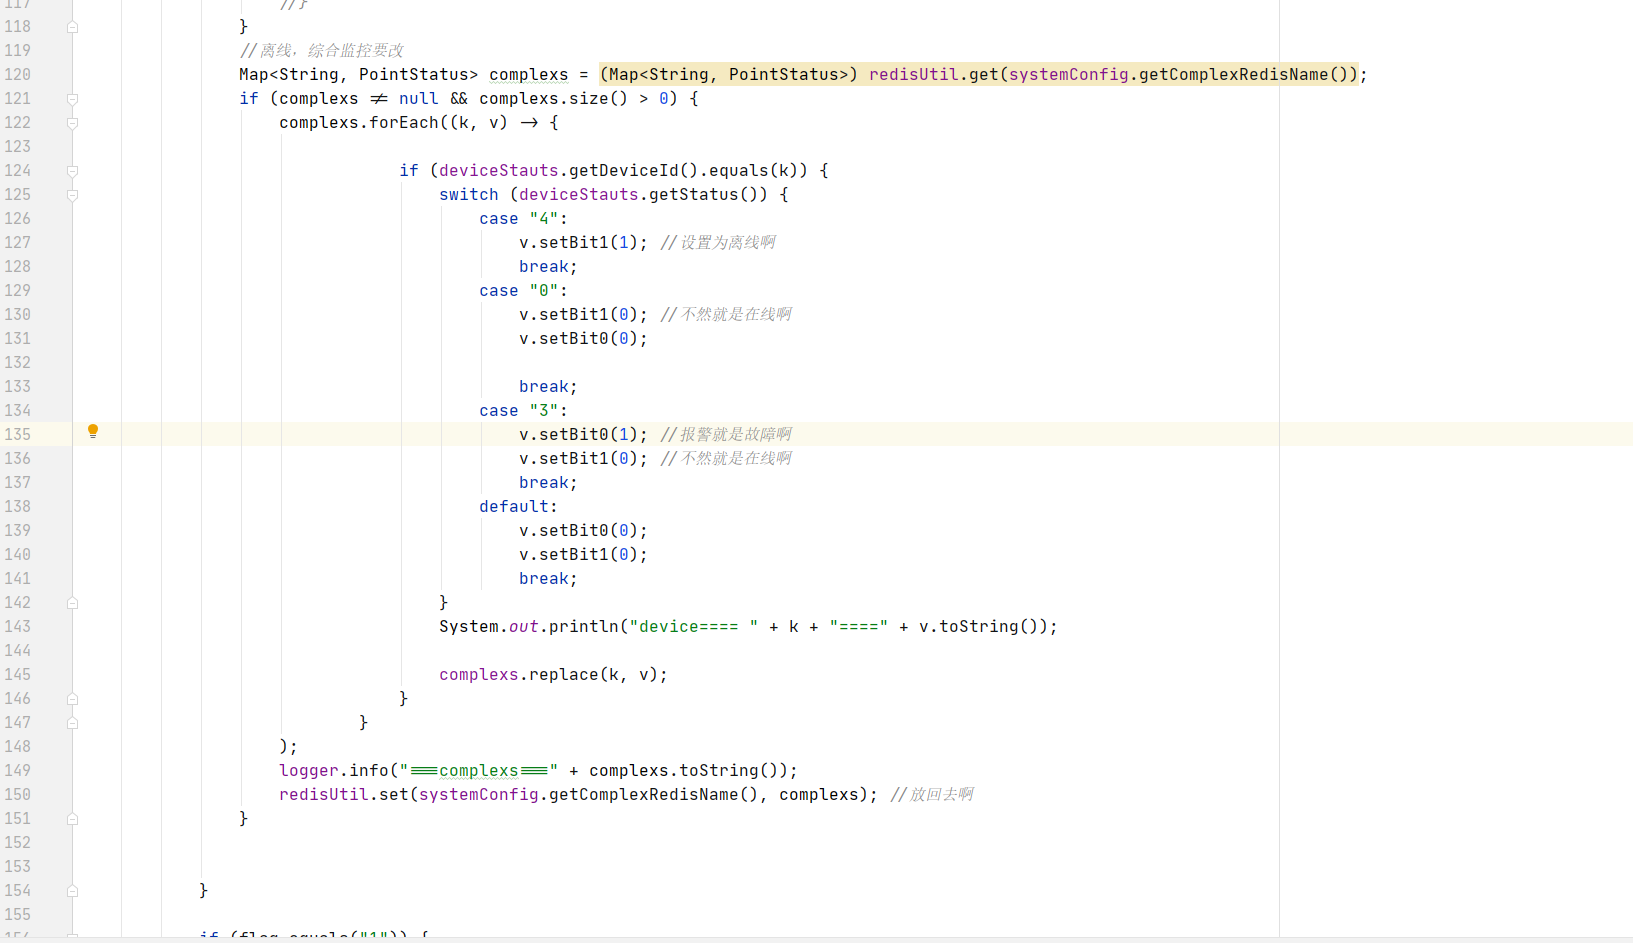 117 //}
118 }
119 //离线，综合监控要改
120 Map<String, PointStatus> complexs = (Map<String, PointStatus>) redisUtil.get(systemConfig.getComplexRedisName());
121 if (complexs != null && complexs.size() > 0) {
122 complexs.forEach((k, v) -> {
123
124 if (deviceStauts.getDeviceId().equals(k)) {
125 switch (deviceStauts.getStatus()) {
126 case "4":
127 v.setBit1(1); //设置为离线啊
128 break;
129 case "0":
130 v.setBit1(0); //不然就是在线啊
131 v.setBit0(0);
132
133 break;
134 case "3":
135 v.setBit0(1); //报警就是故障啊
136 v.setBit1(0); //不然就是在线啊
137 break;
138 default:
139 v.setBit0(0);
140 v.setBit1(0);
141 break;
142 }
143 System.out.println("device==== " + k + "====" + v.toString());
144
145 complexs.replace(k, v);
146 }
147 }
148 );
149 logger.info("===complexs===" + complexs.toString());
150 redisUtil.set(systemConfig.getComplexRedisName(), complexs); //放回去啊
151 }
152
153
154 }
155